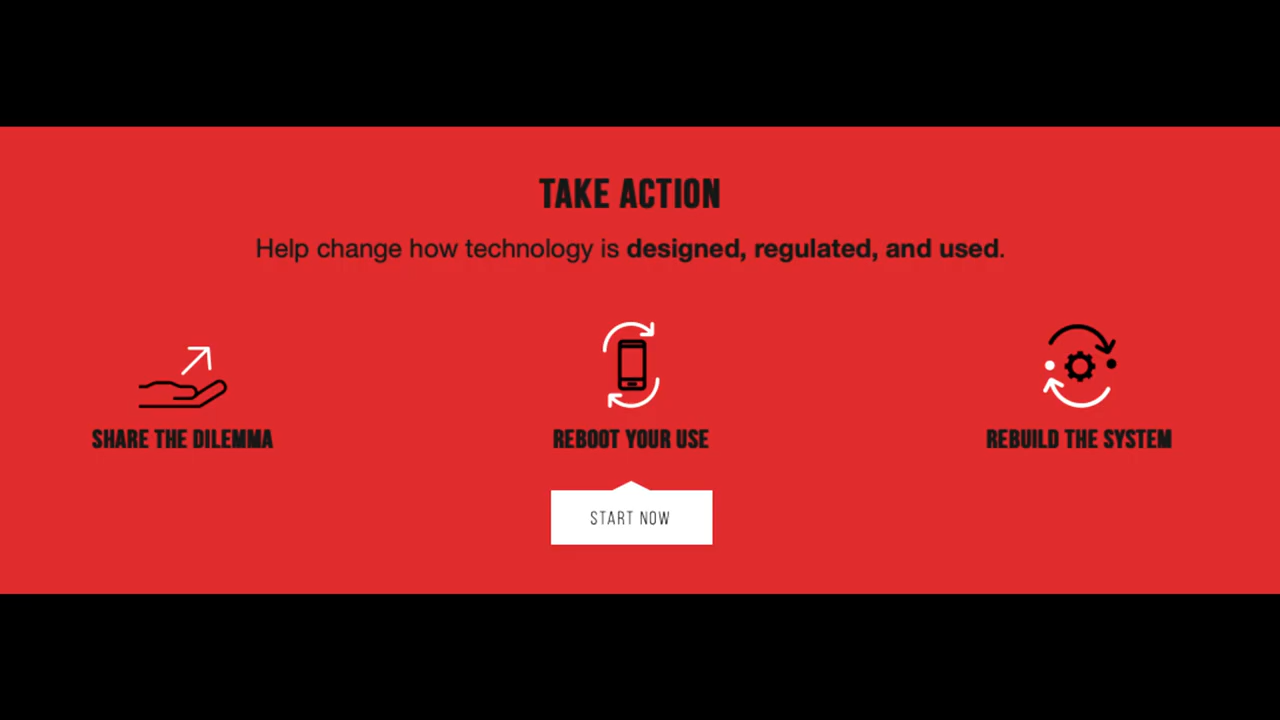 TAKE ACTION
Help change how technology is designed, regulated, and used.
SHARE THE DILEMMA
REBOOT YOUR USE
REBUILD THE SYSTEM
START NOW